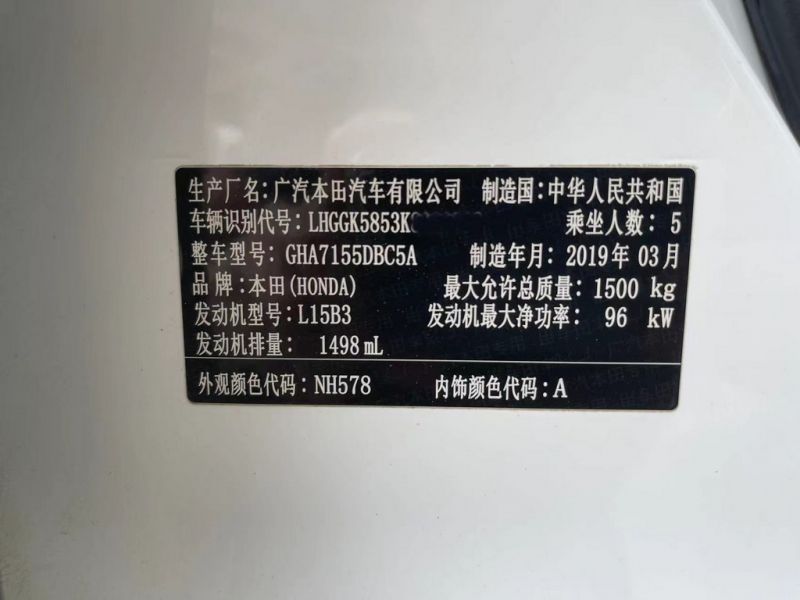 生产厂名:广汽本田汽车有限公司 制造国:中华人民共和国
车辆识别代号:LHGGK5853K 乘坐人数:5
整车型号:GHA7155DBC5A 制造年月:2019年03月
品牌:本田(HONDA) 最大允许总质量:1500 kg
发动机型号:L15B3 发动机最大净功率: 96 kW
发动机排量: 1498 mL
外观颜色代码:NH578 内饰颜色代码:A